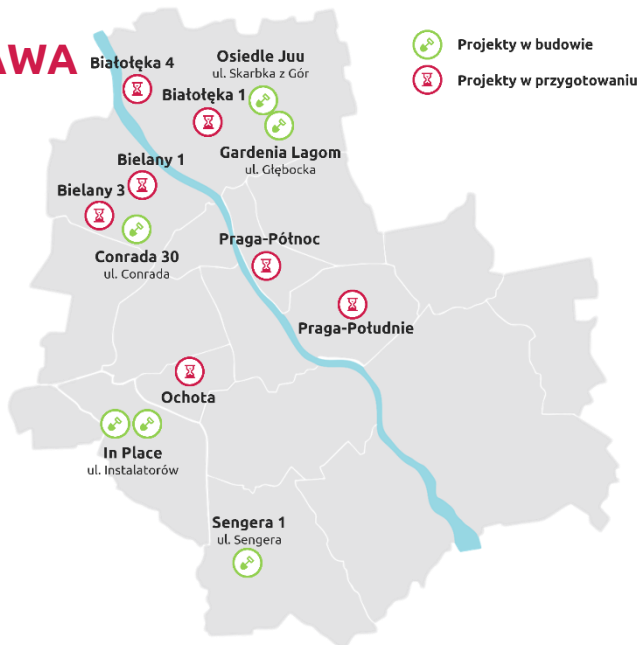 AWA
Białołęka 4
Osiedle Juu
ul. Skarbka z Gór
Projekty w budowie
Projekty w przygotowaniu
Białołęka 1
Gardenia Lagom
ul. Głębocka
Bielany 1
Bielany 3
Conrada 30
ul. Conrada
Praga-Północ
Praga-Południe
Ochota
In Place
ul. Instalatorów
Sengera 1
ul. Sengera